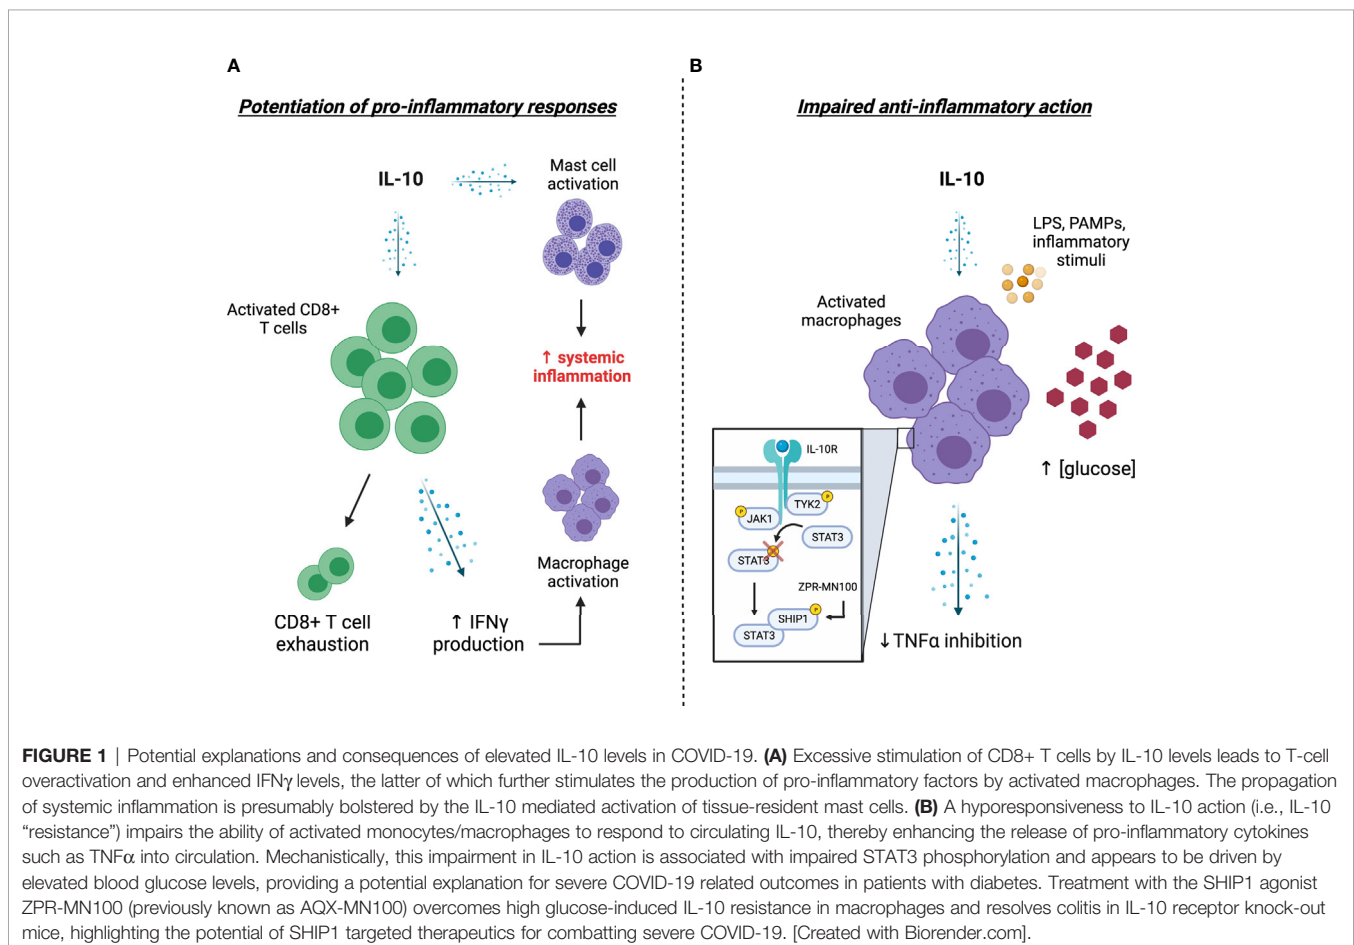 A
Potentiation of pro-inflammatory responses
IL-10
Mast cell
activation
Activated CD8+
T cells
↑ systemic
inflammation
Macrophage
activation
CD8+ T cell
exhaustion
↑ IFNγ
production
B
Impaired anti-inflammatory action
IL-10
LPS, PAMPs,
inflammatory
stimuli
Activated
macrophages
↑ [glucose]
IL-10R
P
TYK2
P
JAK1
STAT3
P
STAT3
ZPR-MN100
P
SHIP1
STAT3
↓TNFα inhibition
FIGURE 1 | Potential explanations and consequences of elevated IL-10 levels in COVID-19. (A) Excessive stimulation of CD8+ T cells by IL-10 levels leads to T-cell
overactivation and enhanced IFNγ levels, the latter of which further stimulates the production of pro-inflammatory factors by activated macrophages. The propagation
of systemic inflammation is presumably bolstered by the IL-10 mediated activation of tissue-resident mast cells. (B) A hyporesponsiveness to IL-10 action (i.e., IL-10
“resistance”) impairs the ability of activated monocytes/macrophages to respond to circulating IL-10, thereby enhancing the release of pro-inflammatory cytokines
such as TNFα into circulation. Mechanistically, this impairment in IL-10 action is associated with impaired STAT3 phosphorylation and appears to be driven by
elevated blood glucose levels, providing a potential explanation for severe COVID-19 related outcomes in patients with diabetes. Treatment with the SHIP1 agonist
ZPR-MN100 (previously known as AQX-MN100) overcomes high glucose-induced IL-10 resistance in macrophages and resolves colitis in IL-10 receptor knock-out
mice, highlighting the potential of SHIP1 targeted therapeutics for combatting severe COVID-19. [Created with Biorender.com].